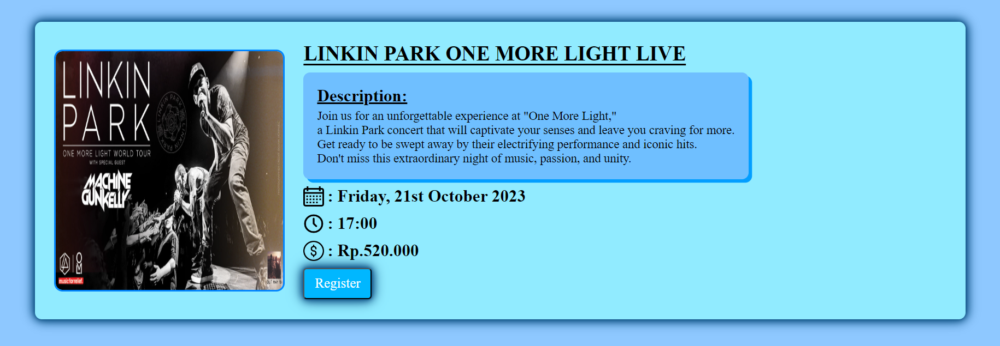 LINKIN
PARK
ONE MORE LIGHT WORLD TOUR
WITH SPECIAL GUEST
MACHINE
GUN KELLY
LINKIN PARK
LINKIN PARK
musicforrelief.
OUT MAY 19
LINKIN PARK ONE MORE LIGHT LIVE
Description:
Join us for an unforgettable experience at "One More Light,"
a Linkin Park concert that will captivate your senses and leave you craving for more.
Get ready to be swept away by their electrifying performance and iconic hits.
Don't miss this extraordinary night of music, passion, and unity.
: Friday, 21st October 2023
: 17:00
: Rp.520.000
Register